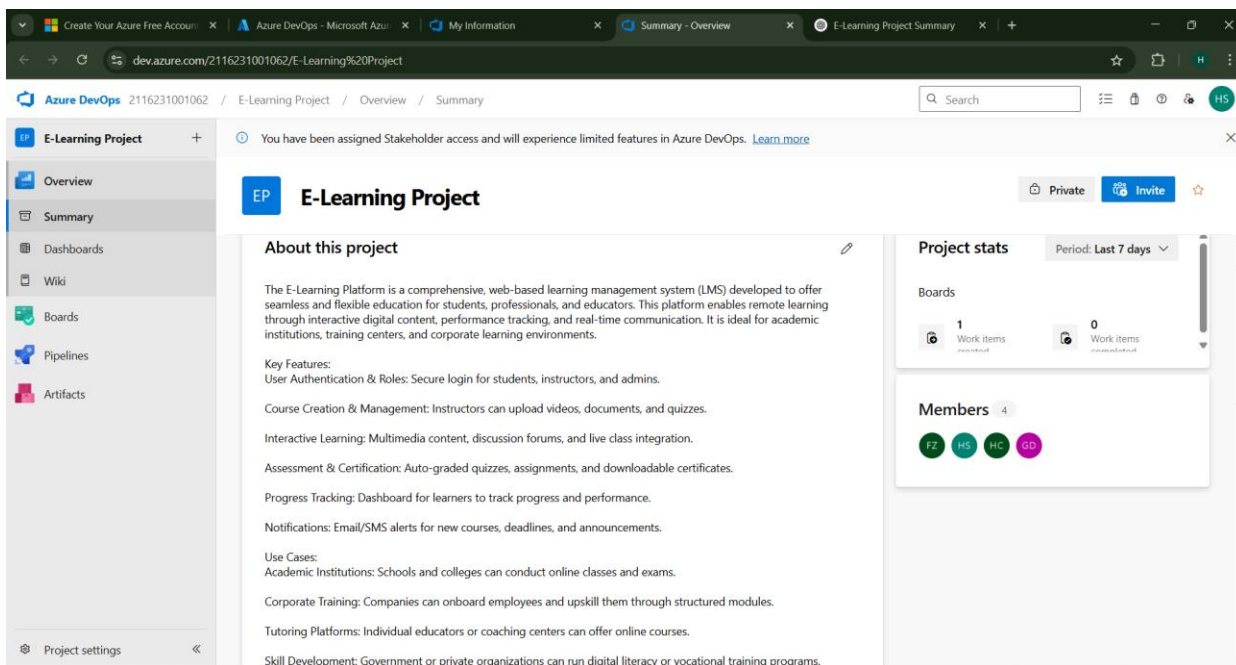 Create Your Azure Free Account
Azure DevOps - Microsoft Azur
My Information
Summary - Overview
E-Learning Project Summary
dev.azure.com/2116231001062/E-Learning%20Project
H
Azure DevOps 2116231001062 / E-Learning Project / Overview / Summary
Search
HS
EP E-Learning Project +
You have been assigned Stakeholder access and will experience limited features in Azure DevOps. Learn more
Overview
Summary
Dashboards
Wiki
Boards
Pipelines
Artifacts
Project settings
EP E-Learning Project
Private
Invite
About this project
The E-Learning Platform is a comprehensive, web-based learning management system (LMS) developed to offer
seamless and flexible education for students, professionals, and educators. This platform enables remote learning
through interactive digital content, performance tracking, and real-time communication. It is ideal for academic
institutions, training centers, and corporate learning environments.
Key Features:
User Authentication & Roles: Secure login for students, instructors, and admins.
Course Creation & Management: Instructors can upload videos, documents, and quizzes.
Interactive Learning: Multimedia content, discussion forums, and live class integration.
Assessment & Certification: Auto-graded quizzes, assignments, and downloadable certificates.
Progress Tracking: Dashboard for learners to track progress and performance.
Notifications: Email/SMS alerts for new courses, deadlines, and announcements.
Use Cases:
Academic Institutions: Schools and colleges can conduct online classes and exams.
Corporate Training: Companies can onboard employees and upskill them through structured modules.
Tutoring Platforms: Individual educators or coaching centers can offer online courses.
Skill Development: Government or private organizations can run digital literacy or vocational training programs.
Project stats
Period: Last 7 days
Boards
1
Work items
created
0
Work items
completed
Members 4
FZ HS HC GD